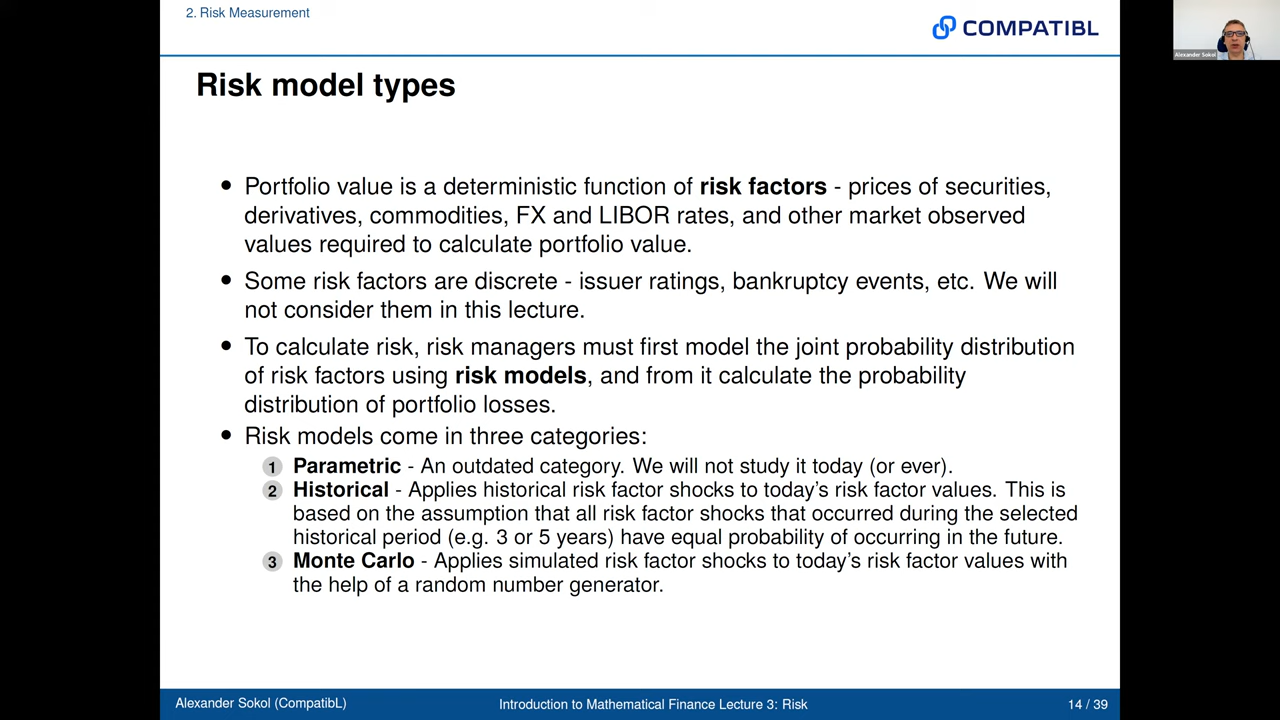 2. Risk Measurement
COMPATIBL
Alexander Sokol
Risk model types
• Portfolio value is a deterministic function of risk factors - prices of securities,
derivatives, commodities, FX and LIBOR rates, and other market observed
values required to calculate portfolio value.
• Some risk factors are discrete - issuer ratings, bankruptcy events, etc. We will
not consider them in this lecture.
• To calculate risk, risk managers must first model the joint probability distribution
of risk factors using risk models, and from it calculate the probability
distribution of portfolio losses.
• Risk models come in three categories:
1 Parametric - An outdated category. We will not study it today (or ever).
2 Historical - Applies historical risk factor shocks to today's risk factor values. This is
based on the assumption that all risk factor shocks that occurred during the selected
historical period (e.g. 3 or 5 years) have equal probability of occurring in the future.
3 Monte Carlo - Applies simulated risk factor shocks to today's risk factor values with
the help of a random number generator.
Alexander Sokol (CompatibL)
Introduction to Mathematical Finance Lecture 3: Risk
14 / 39